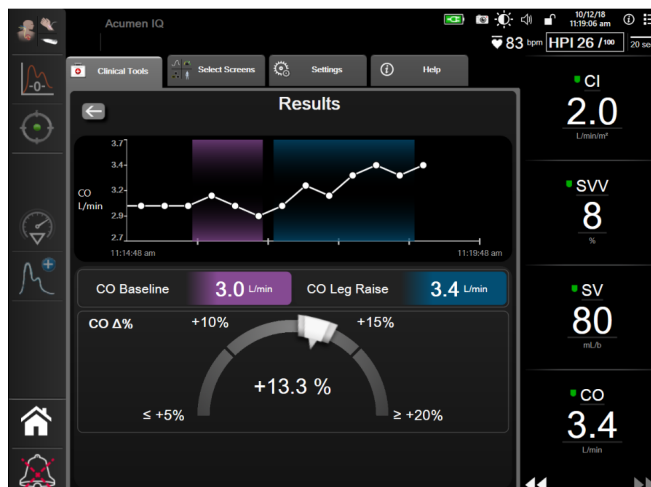 Acumen IQ
10/12/18
11:19:06 am
83 bpm HPI 26 /100 20 sec
Clinical Tools
Select Screens
Settings
Help
Results
3.7
3.4
3.2
2.9
2.7
CO
L/min
11:14:48 am
11:19:48 am
CO Baseline 3.0 L/min
CO Leg Raise 3.4 L/min
CO Δ%
+10%
+15%
+13.3 %
≤ +5%
≥ +20%
CI
2.0
L/min/m²
SVV
8
%
SV
80
mL/b
CO
3.4
L/min
-0-